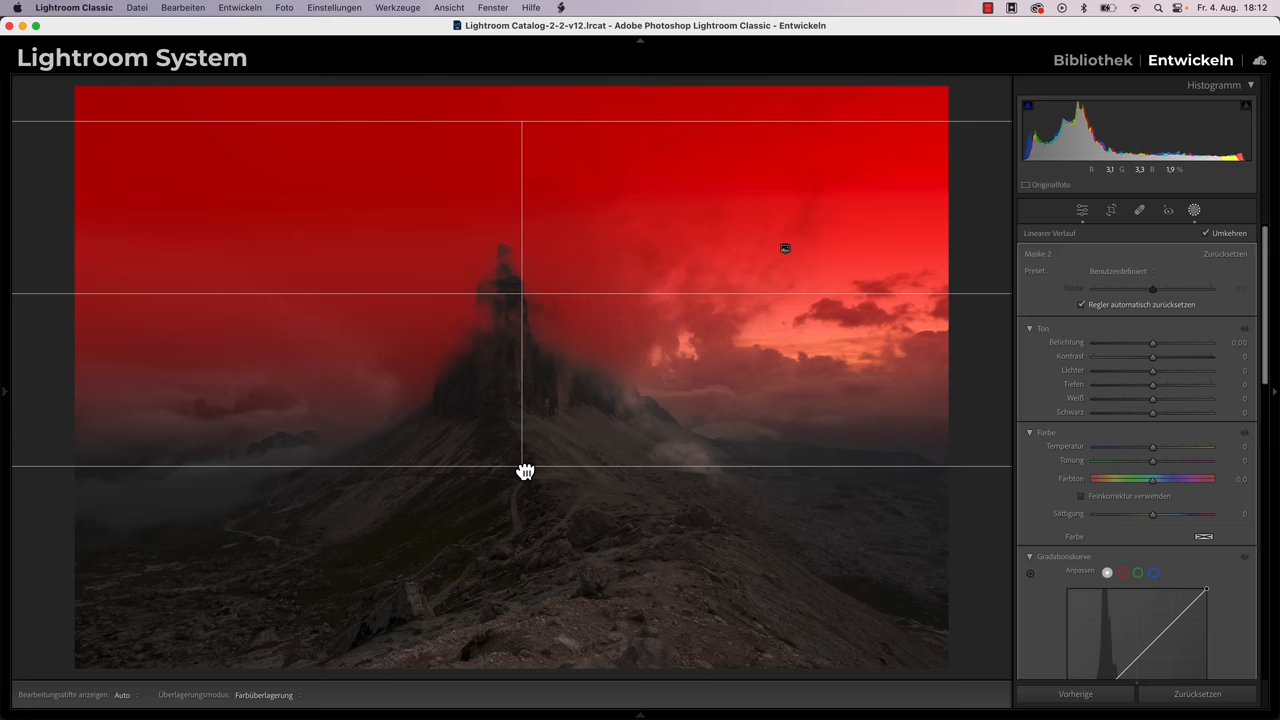 Lightroom Classic Datei Bearbeiten Entwickeln Foto Einstellungen Werkzeuge Ansicht Fenster Hilfe Fr. 4. Aug. 18:12
Lightroom Catalog-2-2-v12.lrcat - Adobe Photoshop Lightroom Classic - Entwickeln
Lightroom System
Bibliothek | Entwickeln
Histogramm
R 3,1 G 3,3 B 1,9 %
Originalfoto
Linearer Verlauf Umkehren
Maske 2 Zurücksetzen
Preset: Benutzerdefiniert
Stärke
Regler automatisch zurücksetzen
Ton
Belichtung 0,00
Kontrast 0
Lichter 0
Tiefen 0
Weiß 0
Schwarz 0
Farbe
Temperatur 0
Tonung 0
Farbton 0,0
Feinkorrektur verwenden
Sättigung 0
Farbe
Gradationskurve
Anpassen
Bearbeitungsstifte anzeigen: Auto Überlagerungsmodus: Farbüberlagerung
Vorherige Zurücksetzen